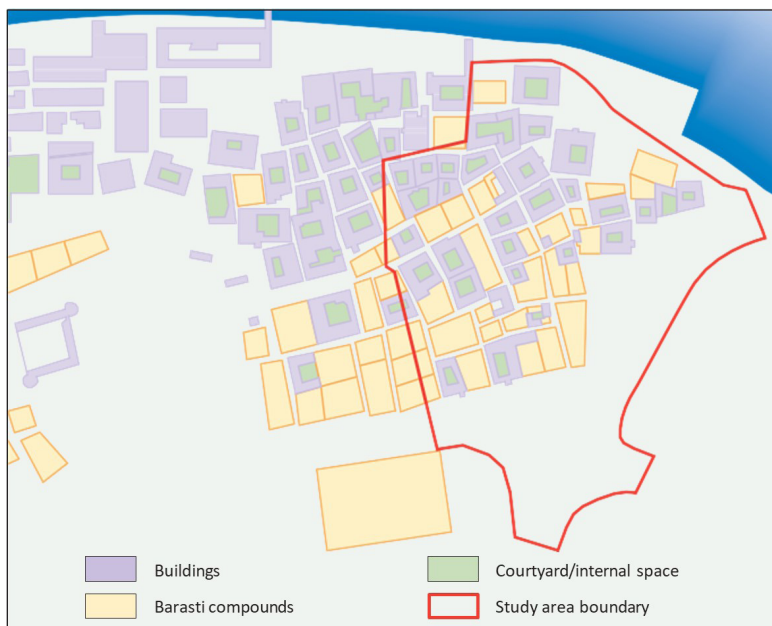 Buildings
Courtyard/internal space
Barasti compounds
Study area boundary